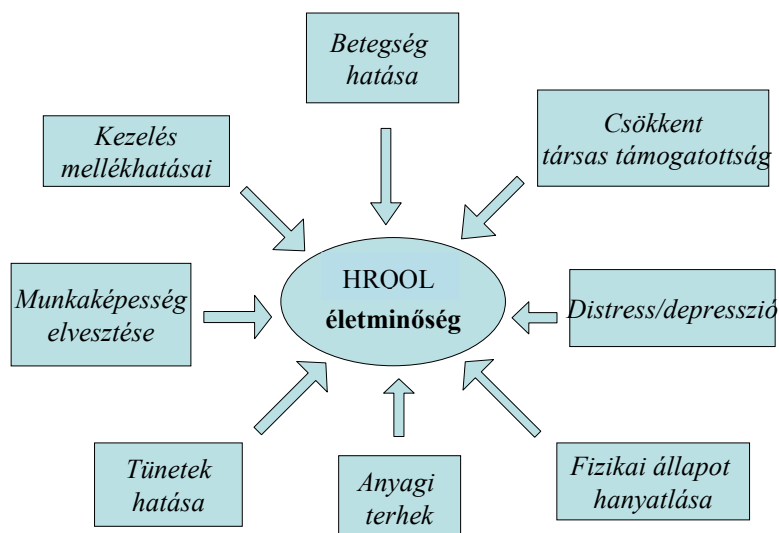 Betegség
hatása
Csökkent
társas támogatottság
Kezelés
mellékhatásai
HROOL
életminőség
Munkaképesség
elvesztése
Distress/depresszió
Tünetek
hatása
Anyagi
terhek
Fizikai állapot
hanyatlása